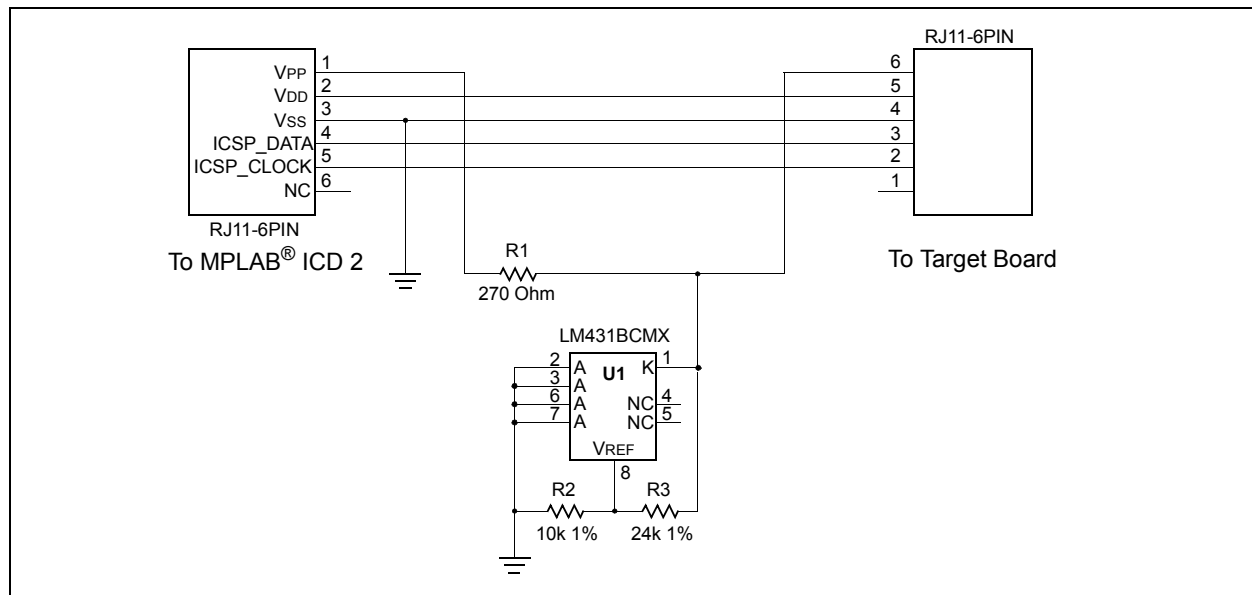 RJ11-6PIN
VPP 1
VDD 2
VSS 3
ICSP_DATA 4
ICSP_CLOCK 5
NC 6
RJ11-6PIN
To MPLAB® ICD 2
6
5
4
3
2
1
To Target Board
R1
270 Ohm
LM431BCMX
2 A U1 K 1
3 A
6 A NC 4
7 A NC 5
VREF
8
R2 R3
10k 1% 24k 1%